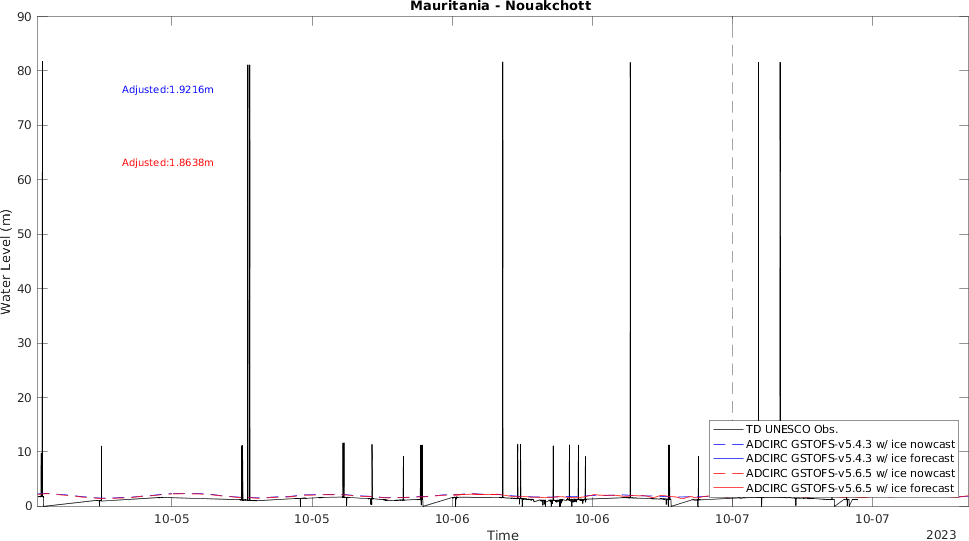 Mauritania - Nouakchott
90
80
70
60
50
40
30
20
10
0
Water Level (m)
Adjusted:1.9216m
Adjusted:1.8638m
TD UNESCO Obs.
ADCIRC GSTOFS-v5.4.3 w/ ice nowcast
ADCIRC GSTOFS-v5.4.3 w/ ice forecast
ADCIRC GSTOFS-v5.6.5 w/ ice nowcast
ADCIRC GSTOFS-v5.6.5 w/ ice forecast
10-05 10-05 10-06 10-06 10-07 10-07
Time
2023